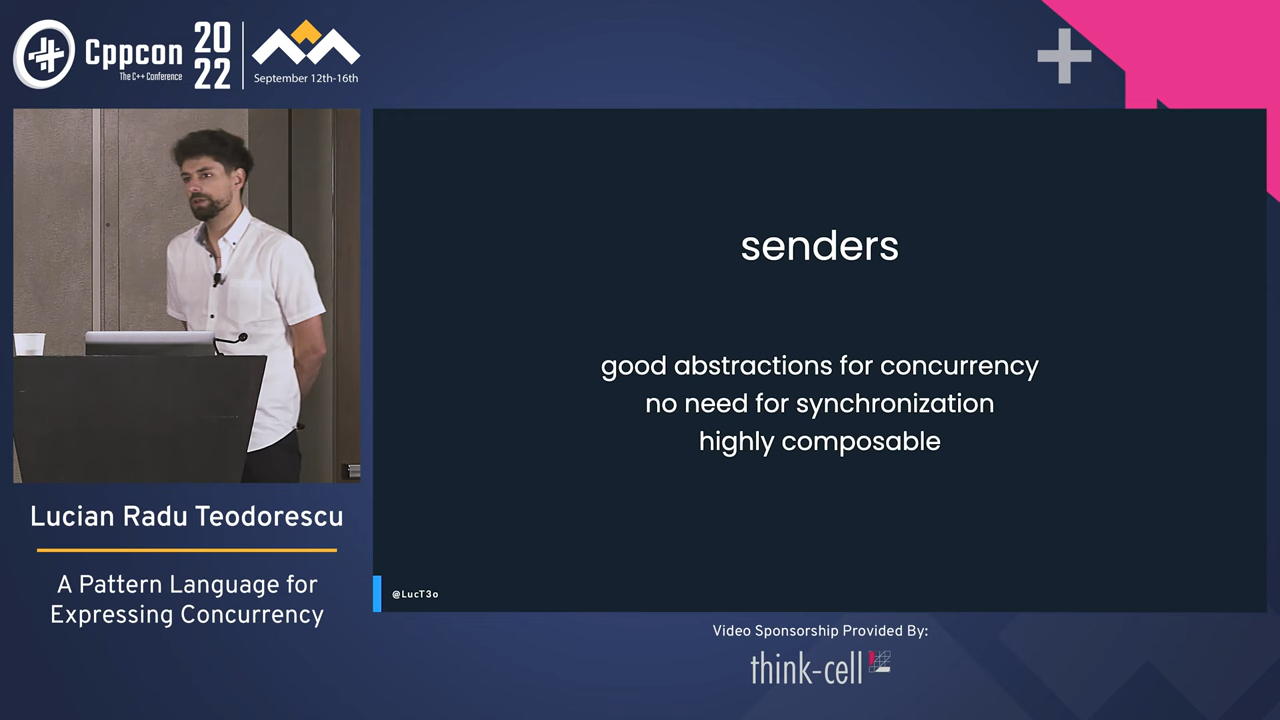 Cppcon
The C++ Conference
20
22
September 12th-16th
senders
good abstractions for concurrency
no need for synchronization
highly composable
@LucT3o
Lucian Radu Teodorescu
A Pattern Language for
Expressing Concurrency
Video Sponsorship Provided By:
think-cell